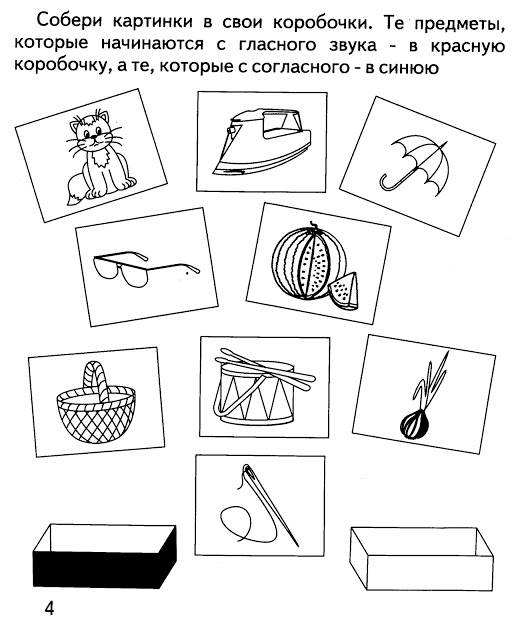 Собери картинки в свои коробочки. Те предметы,
которые начинаются с гласного звука - в красную
коробочку, а те, которые с согласного - в синюю
4